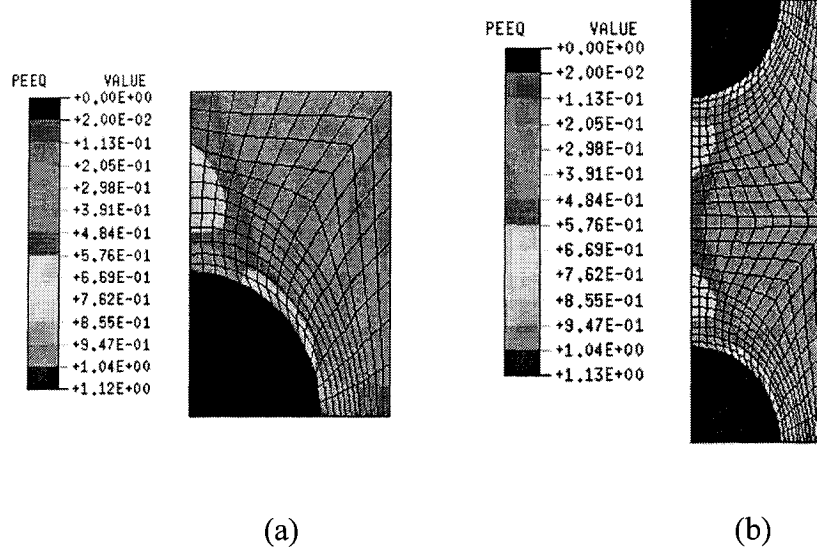 PEEQ VALUE
+0.00E+00
+2.00E-02
+1.13E-01
+2.05E-01
+2.98E-01
+3.91E-01
+4.84E-01
+5.76E-01
+6.69E-01
+7.62E-01
+8.55E-01
+9.47E-01
+1.04E+00
+1.12E+00
(a)
PEEQ VALUE
+0.00E+00
+2.00E-02
+1.13E-01
+2.05E-01
+2.98E-01
+3.91E-01
+4.84E-01
+5.76E-01
+6.69E-01
+7.62E-01
+8.55E-01
+9.47E-01
+1.04E+00
+1.13E+00
(b)